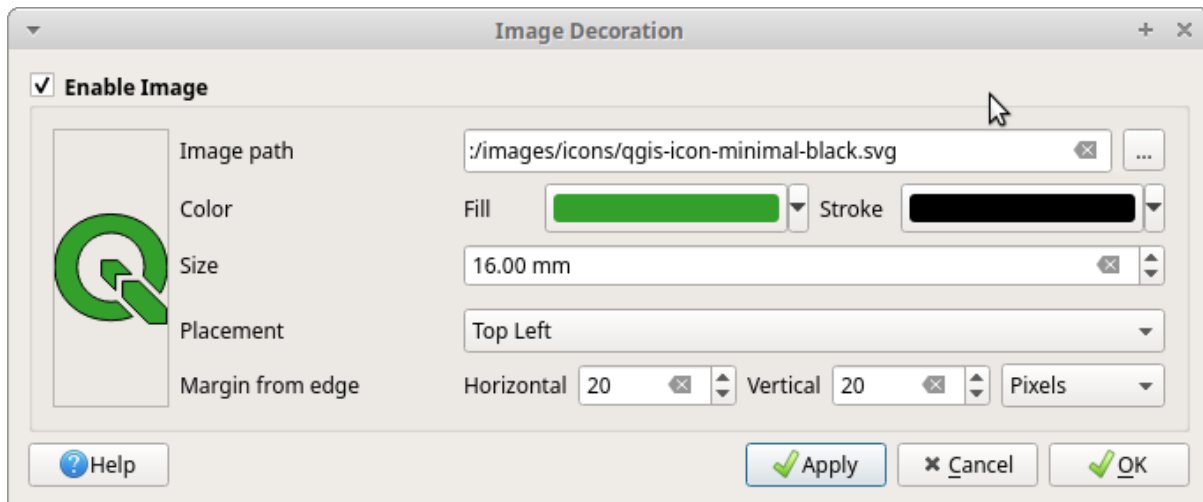 Image Decoration
Enable Image
Image path :/images/icons/qgis-icon-minimal-black.svg ...
Color Fill Stroke
Size 16.00 mm
Placement Top Left
Margin from edge Horizontal 20 Vertical 20 Pixels
Help Apply Cancel OK